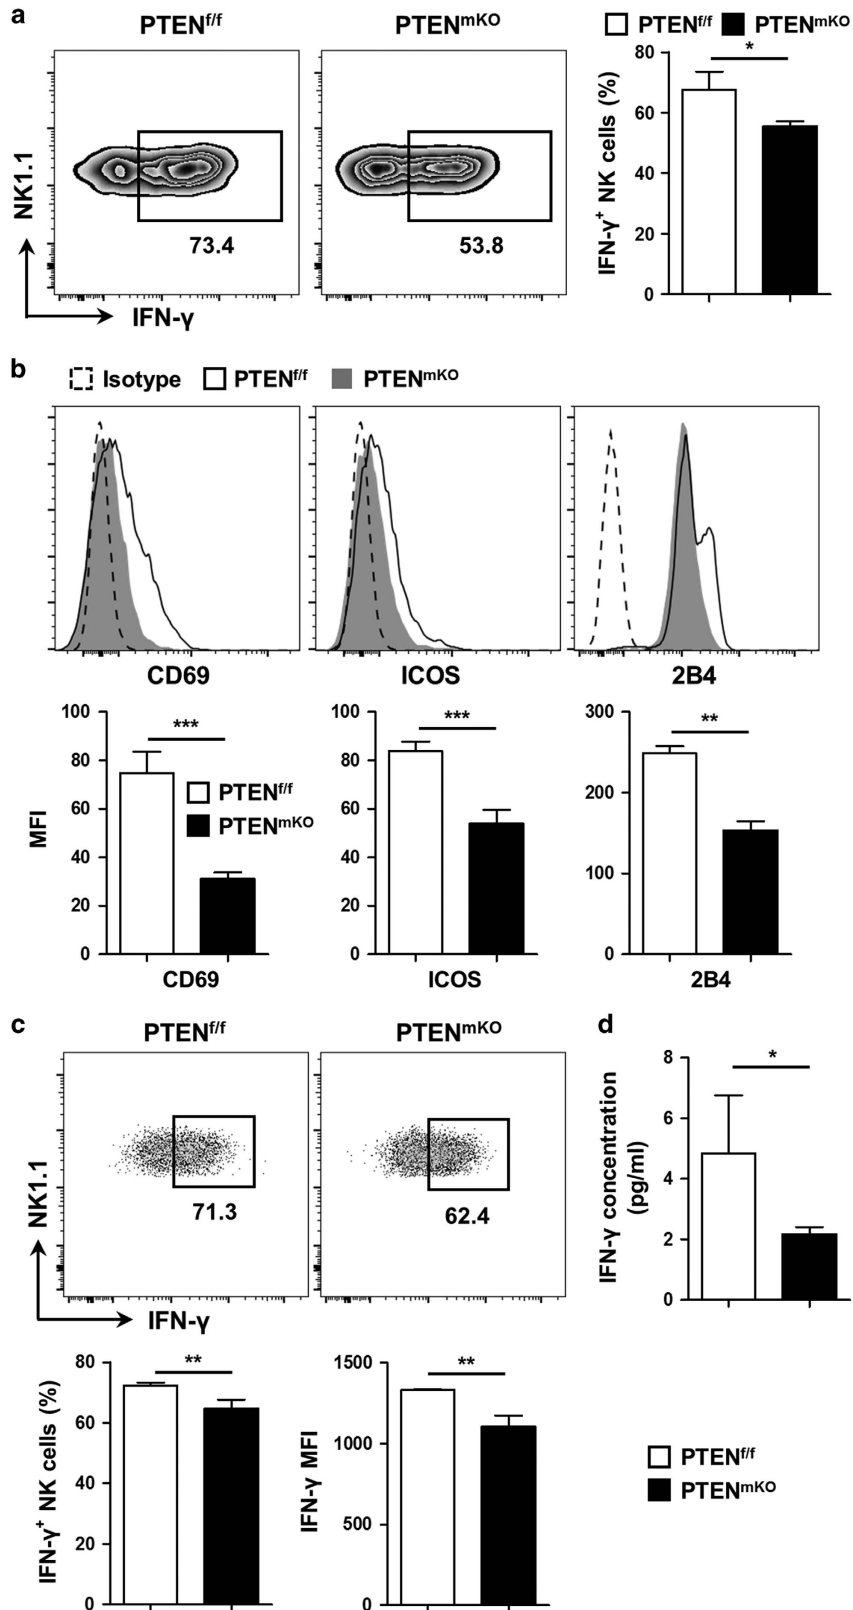 a
PTENf/f
PTENmKO
PTENf/f PTENmKO
NK1.1
73.4
53.8
IFN-γ
IFN-γ+ NK cells (%)
80
60
40
20
0
*
b
Isotype PTENf/f PTENmKO
CD69
ICOS
2B4
MFI
100
80
60
40
20
0
***
PTENf/f
PTENmKO
CD69
100
80
60
40
20
0
***
ICOS
300
200
100
0
**
2B4
c
PTENf/f
PTENmKO
NK1.1
71.3
62.4
IFN-γ
d
IFN-γ concentration
(pg/ml)
8
6
4
2
0
*
IFN-γ+ NK cells (%)
80
60
40
20
0
**
IFN-γ MFI
1500
1000
500
0
**
PTENf/f
PTENmKO